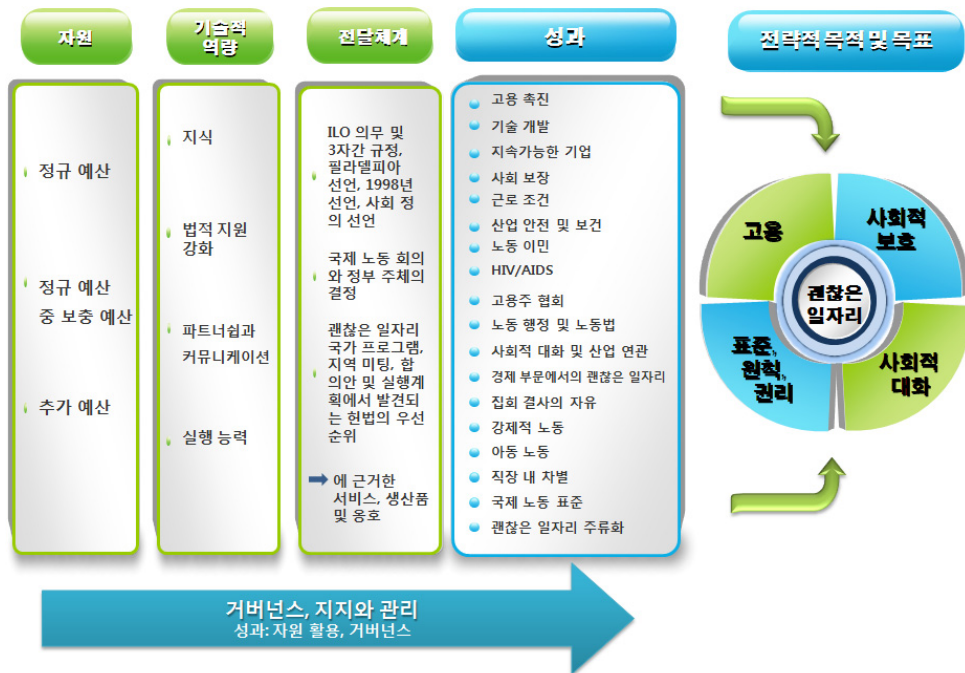 자원
정규 예산
정규 예산
중 보충 예산
추가 예산
기술적
역량
지식
법적 지원
강화
파트너쉽과
커뮤니케이션
실행 능력
전달체계
ILO 의무 및
3자간 규정,
필라델피아
선언, 1998년
선언, 사회 정
의 선언
국제 노동 회의
와 정부 주체의
결정
괜찮은 일자리
국가 프로그램,
지역 미팅, 합
의안 및 실행계
획에서 발견되
는 헌법의 우선
순위
에 근거한
서비스, 생산품
및 옹호
성과
고용 촉진
기술 개발
지속가능한 기업
사회 보장
근로 조건
산업 안전 및 보건
노동 이민
HIV/AIDS
고용주 협회
노동 행정 및 노동법
사회적 대화 및 산업 연관
경제 부문에서의 괜찮은 일자리
집회 결사의 자유
강제적 노동
아동 노동
직장 내 차별
국제 노동 표준
괜찮은 일자리 주류화
전략적 목적 및 목표
고용
사회적
보호
괜찮은
일자리
표준,
원칙,
권리
사회적
대화
거버넌스, 지지와 관리
성과: 자원 활용, 거버넌스